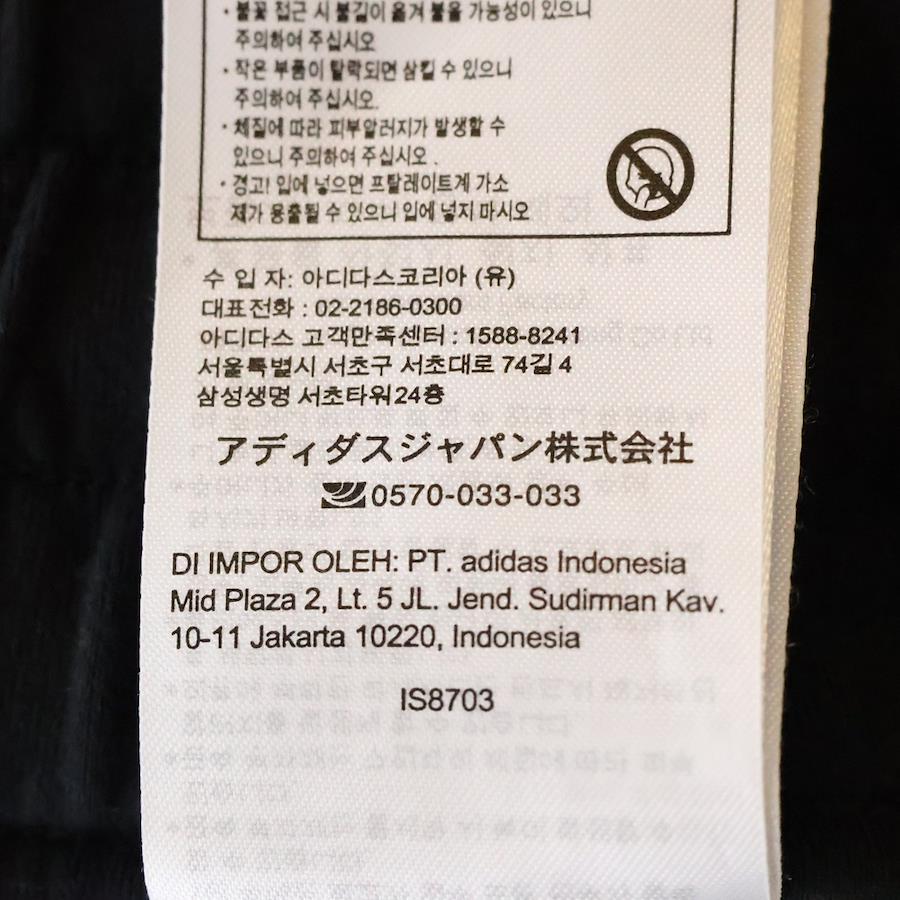 · 불꽃 접근 시 불길이 옮겨 붙을 가능성이 있으니
주의하여 주십시오
· 작은 부품이 탈락되면 삼킬 수 있으니
주의하여 주십시오.
· 체질에 따라 피부알러지가 발생할 수
있으니 주의하여 주십시오 .
· 경고! 입에 넣으면 프탈레이트계 가소
제가 용출될 수 있으니 입에 넣지 마시오
수 입 자: 아디다스코리아 (유)
대표전화 : 02-2186-0300
아디다스 고객만족센터 : 1588-8241
서울특별시 서초구 서초대로 74길 4
삼성생명 서초타워 24층
アディダスジャパン株式会社
0570-033-033
DI IMPOR OLEH: PT. adidas Indonesia
Mid Plaza 2, Lt. 5 JL. Jend. Sudirman Kav.
10-11 Jakarta 10220, Indonesia
IS8703